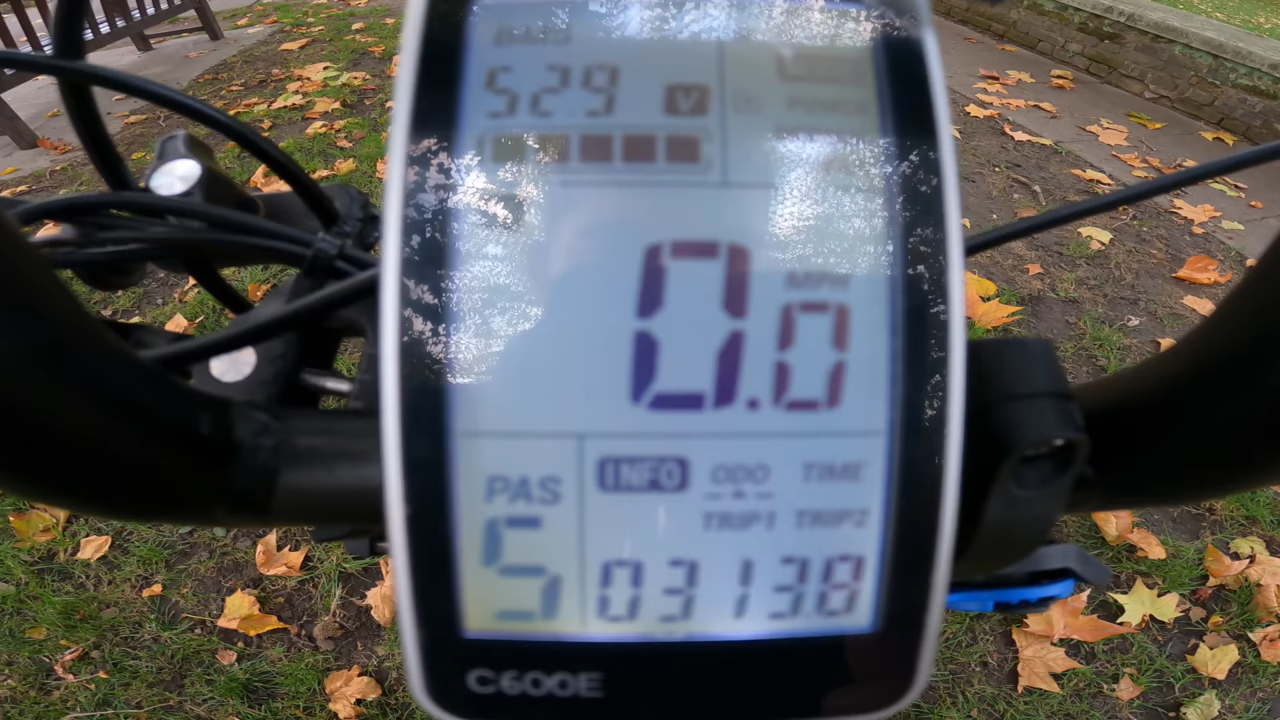 52.9 V
MPH
0.0
PAS
5
INFO ODO TIME
TRIP1 TRIP2
03138
C600E